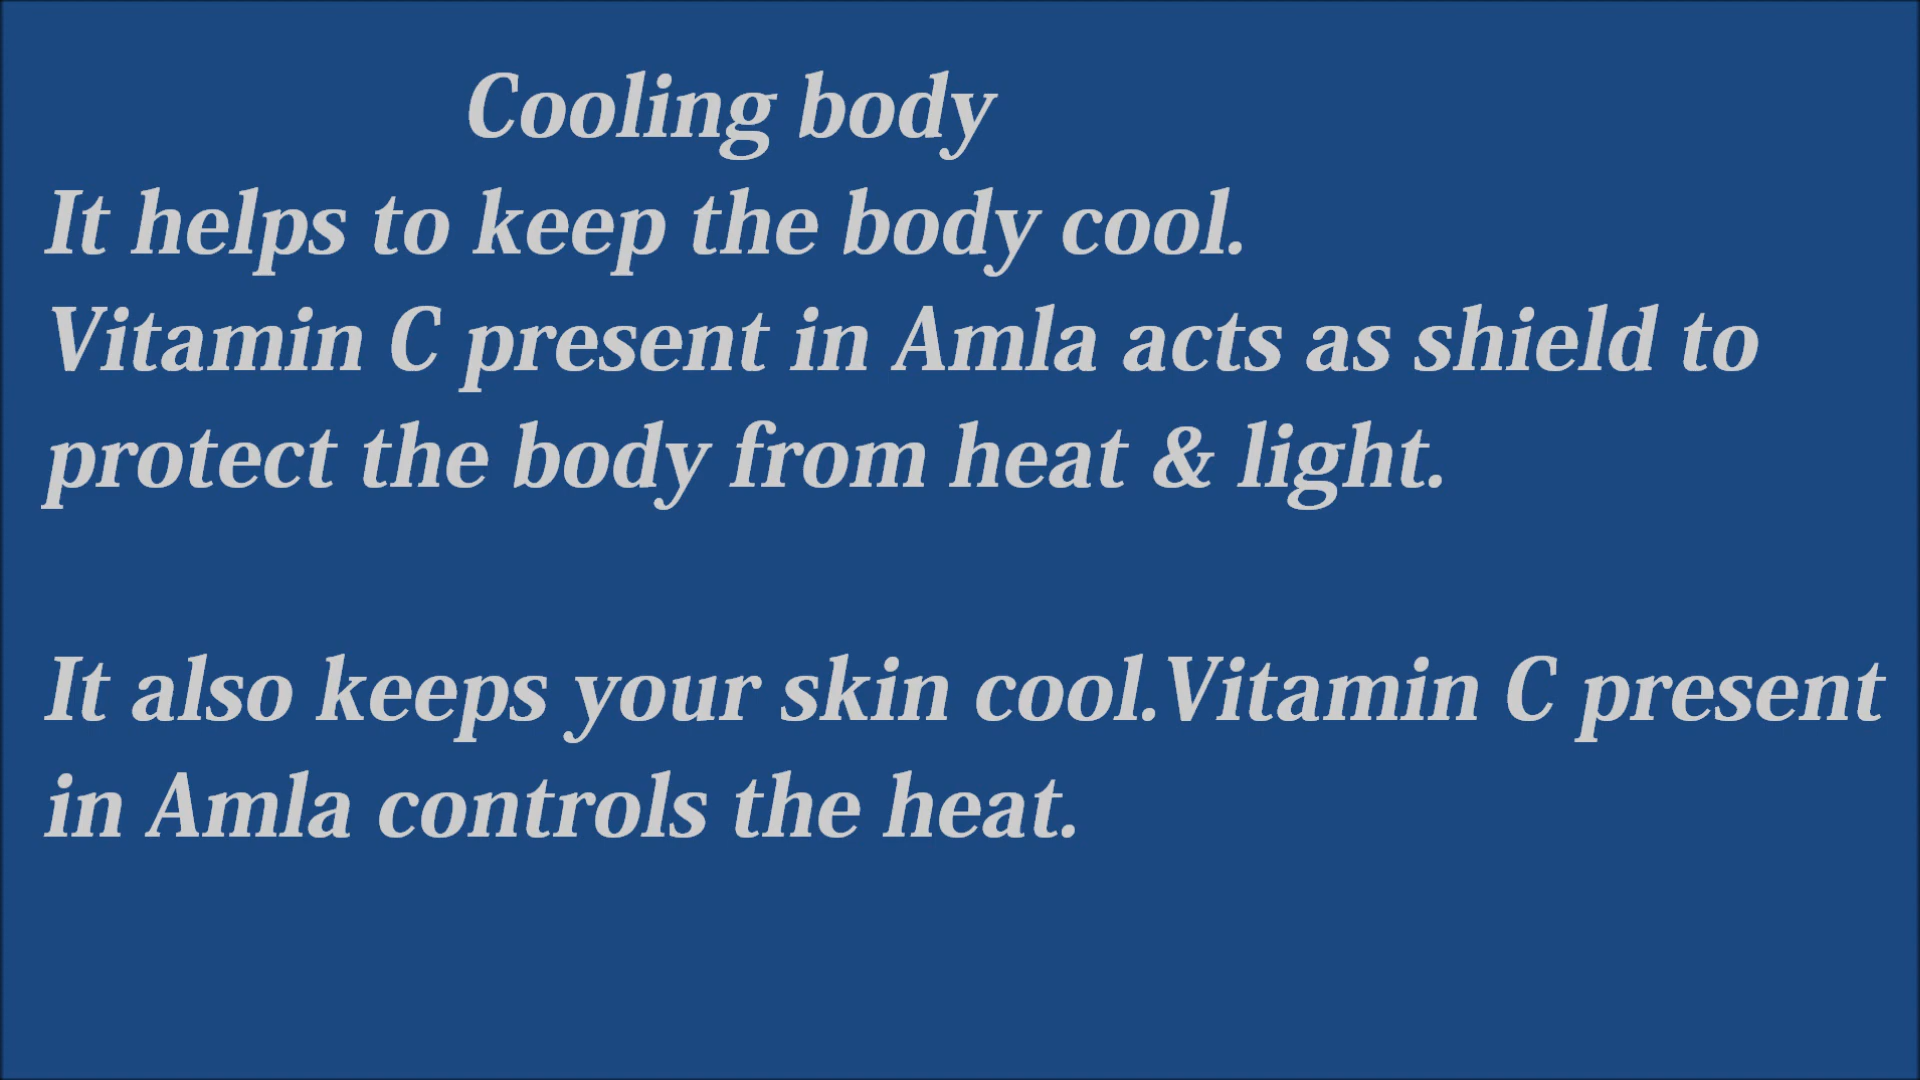 Cooling body
It helps to keep the body cool.
Vitamin C present in Amla acts as shield to
protect the body from heat & light.
It also keeps your skin cool.Vitamin C present
in Amla controls the heat.